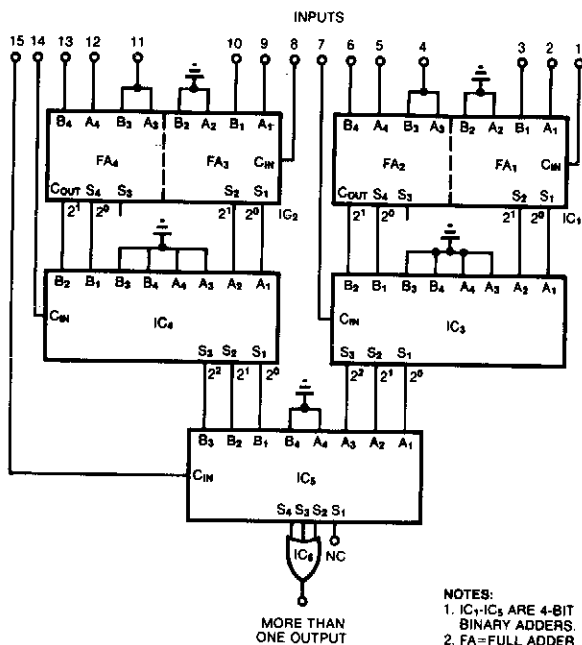 INPUTS
15 14 13 12 11 10 9 8 7 6 5 4 3 2 1
B4 A4 B3 A3 B2 A2 B1 A1 B4 A4 B3 A3 B2 A2 B1 A1
FA4 FA3 CIN FA2 FA1 CIN
COUT S4 S3 S2 S1 COUT S4 S3 S2 S1
2¹ 2⁰ 2¹ 2⁰ IC2 2¹ 2⁰ 2¹ 2⁰ IC1
B2 B1 B3 B4 A4 A3 A2 A1 B2 B1 B3 B4 A4 A3 A2 A1
CIN IC4 CIN IC3
S3 S2 S1 S3 S2 S1
2² 2¹ 2⁰ 2² 2¹ 2⁰
B3 B2 B1 B4 A4 A3 A2 A1
CIN IC5
S4 S3 S2 S1
IC6 NC
MORE THAN
ONE OUTPUT
NOTES:
1. IC1-IC5 ARE 4-BIT
BINARY ADDERS.
2. FA=FULL ADDER